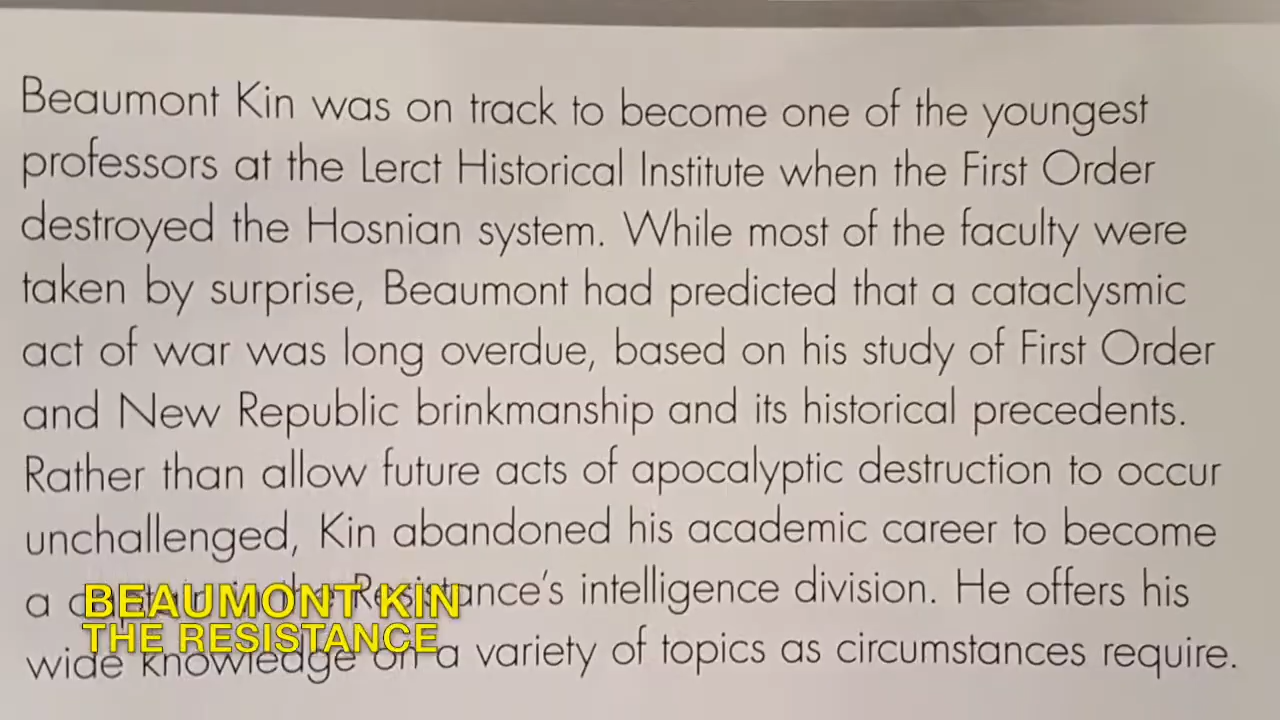 Beaumont Kin was on track to become one of the youngest
professors at the Lerct Historical Institute when the First Order
destroyed the Hosnian system. While most of the faculty were
taken by surprise, Beaumont had predicted that a cataclysmic
act of war was long overdue, based on his study of First Order
and New Republic brinkmanship and its historical precedents.
Rather than allow future acts of apocalyptic destruction to occur
unchallenged, Kin abandoned his academic career to become
a Resistance's intelligence division. He offers his
wide knowledge on a variety of topics as circumstances require.
BEAUMONT KIN
THE RESISTANCE